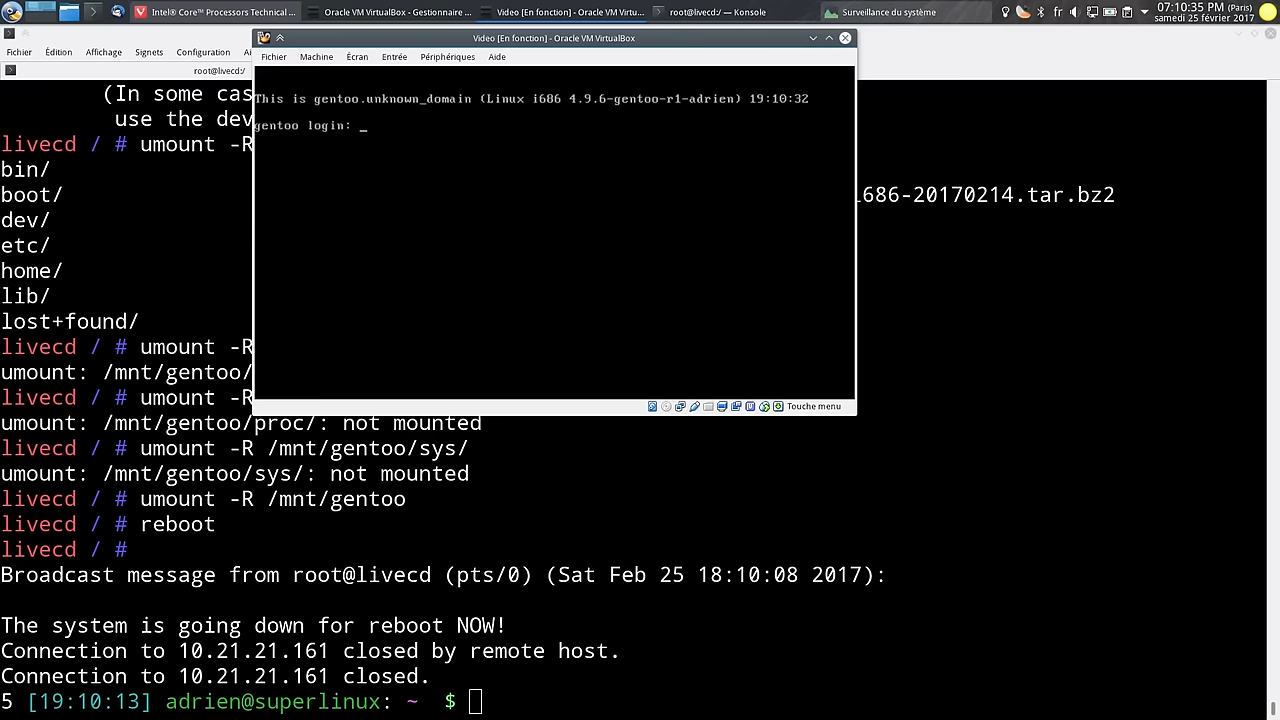 Intel® Core™ Processors Technical ...
Oracle VM VirtualBox - Gestionnaire ...
Video [En fonction] - Oracle VM Virtu...
root@livecd:/ — Konsole
Surveillance du système
fr
07:10:35 PM (Paris)
samedi 25 février 2017
Video [En fonction] - Oracle VM VirtualBox
Fichier Édition Affichage Signets Configuration
Fichier Machine Écran Entrée Périphériques Aide
root@livecd:/
This is gentoo.unknown_domain (Linux i686 4.9.6-gentoo-r1-adrien) 19:10:32
gentoo login: _
Touche menu
(In some cas
use the dev
livecd / # umount -R
bin/
boot/ i686-20170214.tar.bz2
dev/
etc/
home/
lib/
lost+found/
livecd / # umount -R
umount: /mnt/gentoo/
livecd / # umount -R
umount: /mnt/gentoo/proc/: not mounted
livecd / # umount -R /mnt/gentoo/sys/
umount: /mnt/gentoo/sys/: not mounted
livecd / # umount -R /mnt/gentoo
livecd / # reboot
livecd / #
Broadcast message from root@livecd (pts/0) (Sat Feb 25 18:10:08 2017):
The system is going down for reboot NOW!
Connection to 10.21.21.161 closed by remote host.
Connection to 10.21.21.161 closed.
5 [19:10:13] adrien@superlinux: ~ $